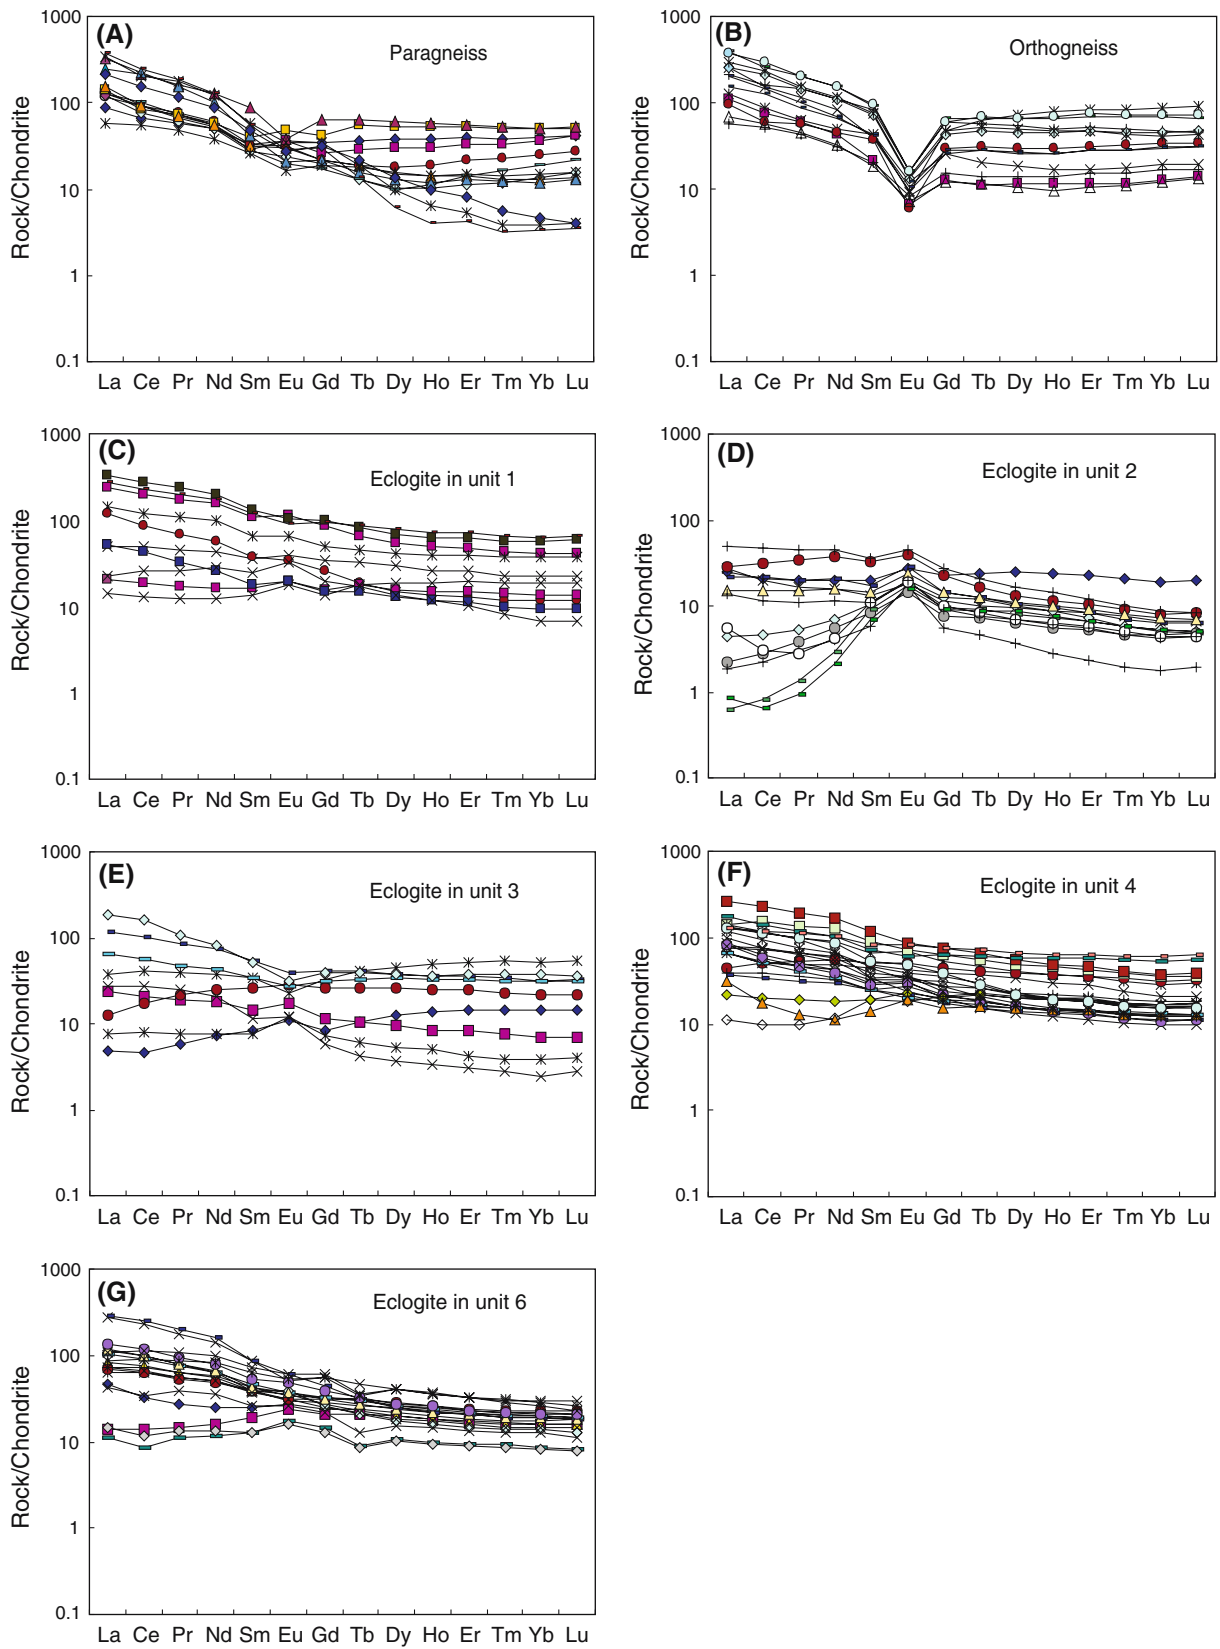 (A)
Paragneiss
Rock/Chondrite
1000
100
10
1
0.1
La Ce Pr Nd Sm Eu Gd Tb Dy Ho Er Tm Yb Lu
(B)
Orthogneiss
Rock/Chondrite
1000
100
10
1
0.1
La Ce Pr Nd Sm Eu Gd Tb Dy Ho Er Tm Yb Lu
(C)
Eclogite in unit 1
Rock/Chondrite
1000
100
10
1
0.1
La Ce Pr Nd Sm Eu Gd Tb Dy Ho Er Tm Yb Lu
(D)
Eclogite in unit 2
Rock/Chondrite
1000
100
10
1
0.1
La Ce Pr Nd Sm Eu Gd Tb Dy Ho Er Tm Yb Lu
(E)
Eclogite in unit 3
Rock/Chondrite
1000
100
10
1
0.1
La Ce Pr Nd Sm Eu Gd Tb Dy Ho Er Tm Yb Lu
(F)
Eclogite in unit 4
Rock/Chondrite
1000
100
10
1
0.1
La Ce Pr Nd Sm Eu Gd Tb Dy Ho Er Tm Yb Lu
(G)
Eclogite in unit 6
Rock/Chondrite
1000
100
10
1
0.1
La Ce Pr Nd Sm Eu Gd Tb Dy Ho Er Tm Yb Lu